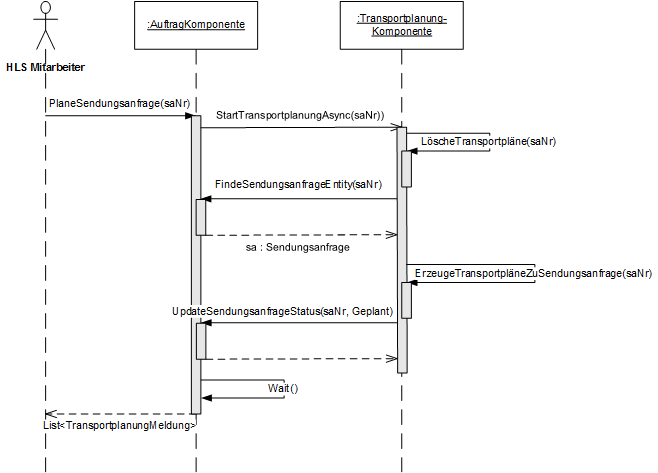 :AuftragKomponente
:Transportplanung-
Komponente
HLS Mitarbeiter
PlaneSendungsanfrage(saNr)
StartTransportplanungAsync(saNr))
LöscheTransportpläne(saNr)
FindeSendungsanfrageEntity(saNr)
sa : Sendungsanfrage
ErzeugeTransportpläneZuSendungsanfrage(saNr)
UpdateSendungsanfrageStatus(saNr, Geplant)
Wait()
List<TransportplanungMeldung>